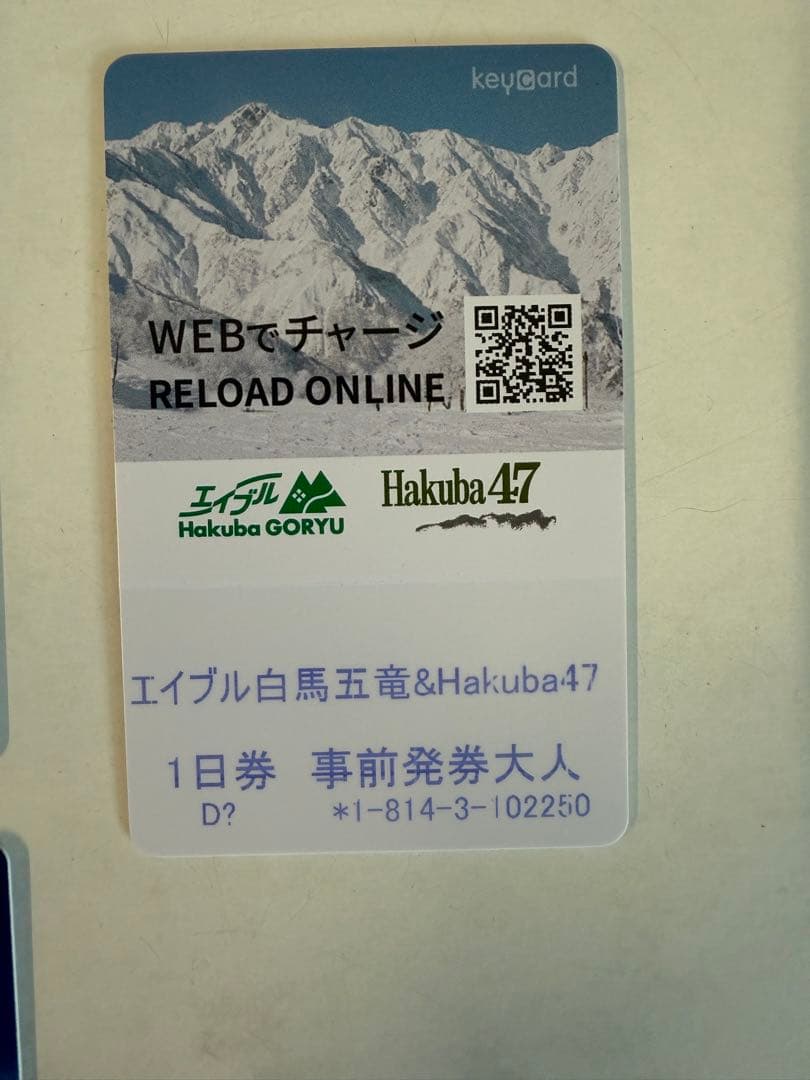 keycard
WEBでチャージ
RELOAD ONLINE
エイブル
Hakuba GORYU
Hakuba47
エイブル白馬五竜&Hakuba47
1日券 事前発券大人
D? *1-814-3-102250